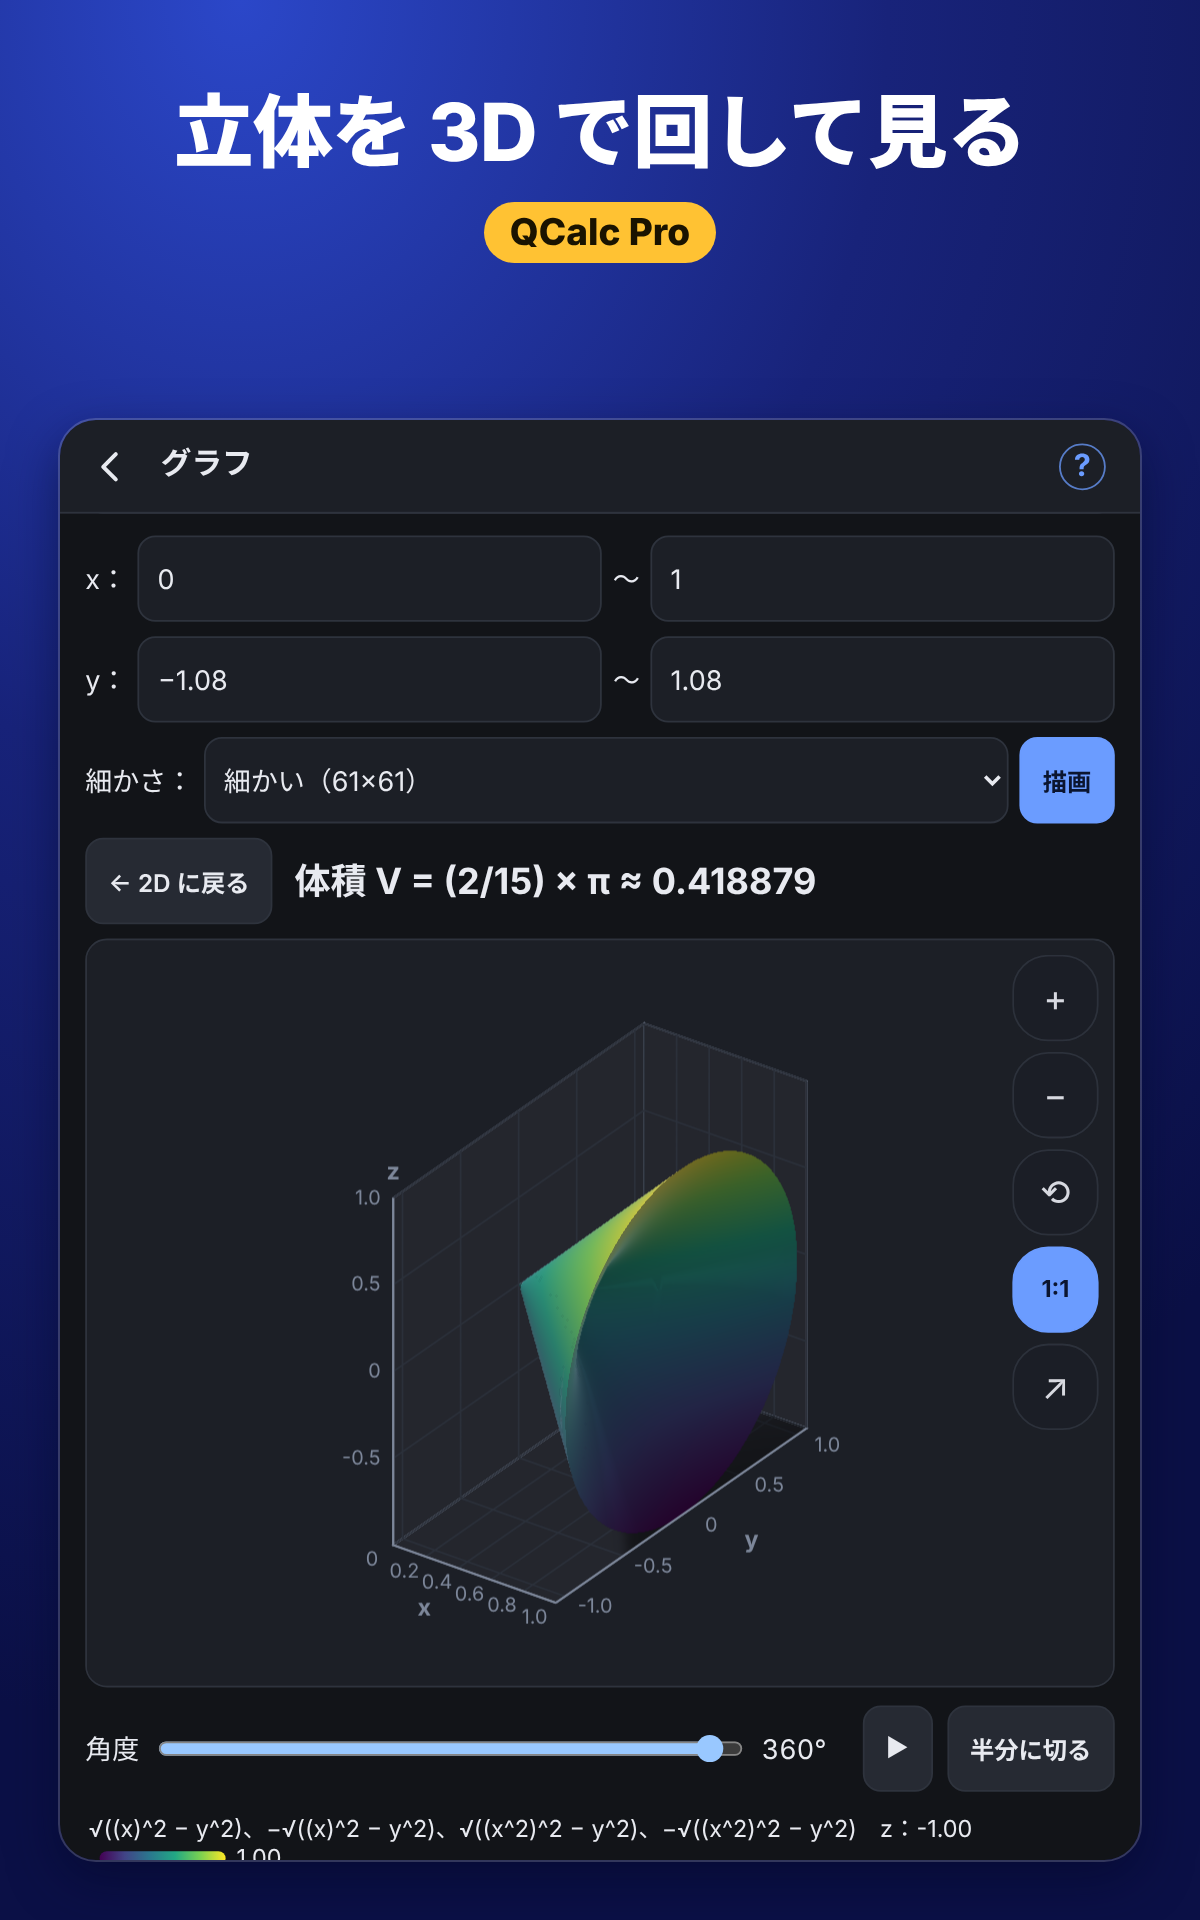 立体を 3D で回して見る
QCalc Pro
グラフ
?
x： 0 〜 1
y： −1.08 〜 1.08
細かさ： 細かい（61×61） 描画
← 2D に戻る 体積 V = (2/15) × π ≈ 0.418879
+
−
⟲
1:1
↗
z
1.0
0.5
0
-0.5
0 0.2 0.4 0.6 0.8 1.0
x
-1.0 -0.5 0 0.5 1.0
y
角度 360° ▶ 半分に切る
√((x)^2 − y^2)、−√((x)^2 − y^2)、√((x^2)^2 − y^2)、−√((x^2)^2 − y^2) z：-1.00
1.00